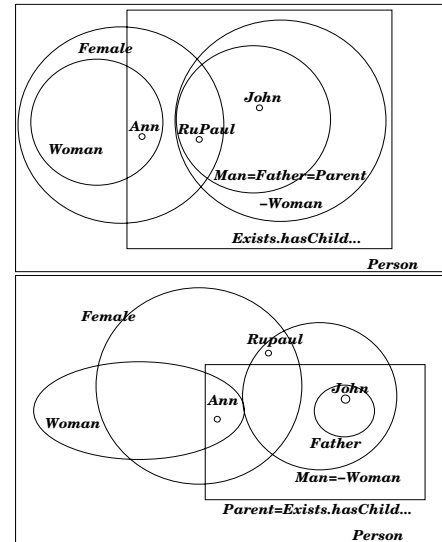 Female
John
Ann
RuPaul
Woman
Man=Father=Parent
-Woman
Exists.hasChild...
Person
Female
Rupaul
John
Ann
Woman
Father
Man=-Woman
Parent=Exists.hasChild...
Person